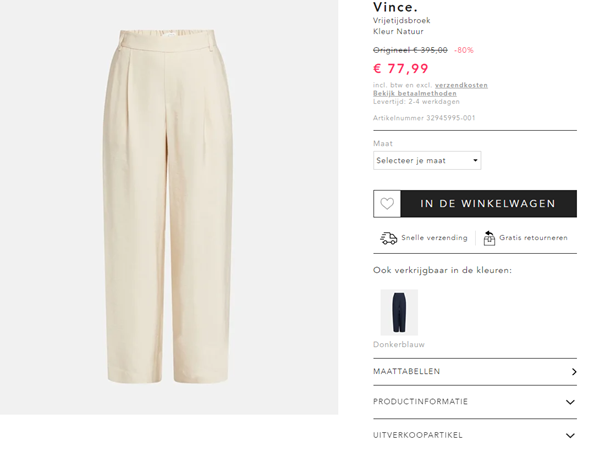 Vince.
Vrijetijdsbroek
Kleur Natuur
Origineel € 395,00 -80%
€ 77,99
incl. btw en excl. verzendkosten
Bekijk betaalmethoden
Levertijd: 2-4 werkdagen
Artikelnummer 32945995-001
Maat
Selecteer je maat
IN DE WINKELWAGEN
Snelle verzending
Gratis retourneren
Ook verkrijgbaar in de kleuren:
Donkerblauw
MAATTABELLEN
PRODUCTINFORMATIE
UITVERKOOPARTIKEL